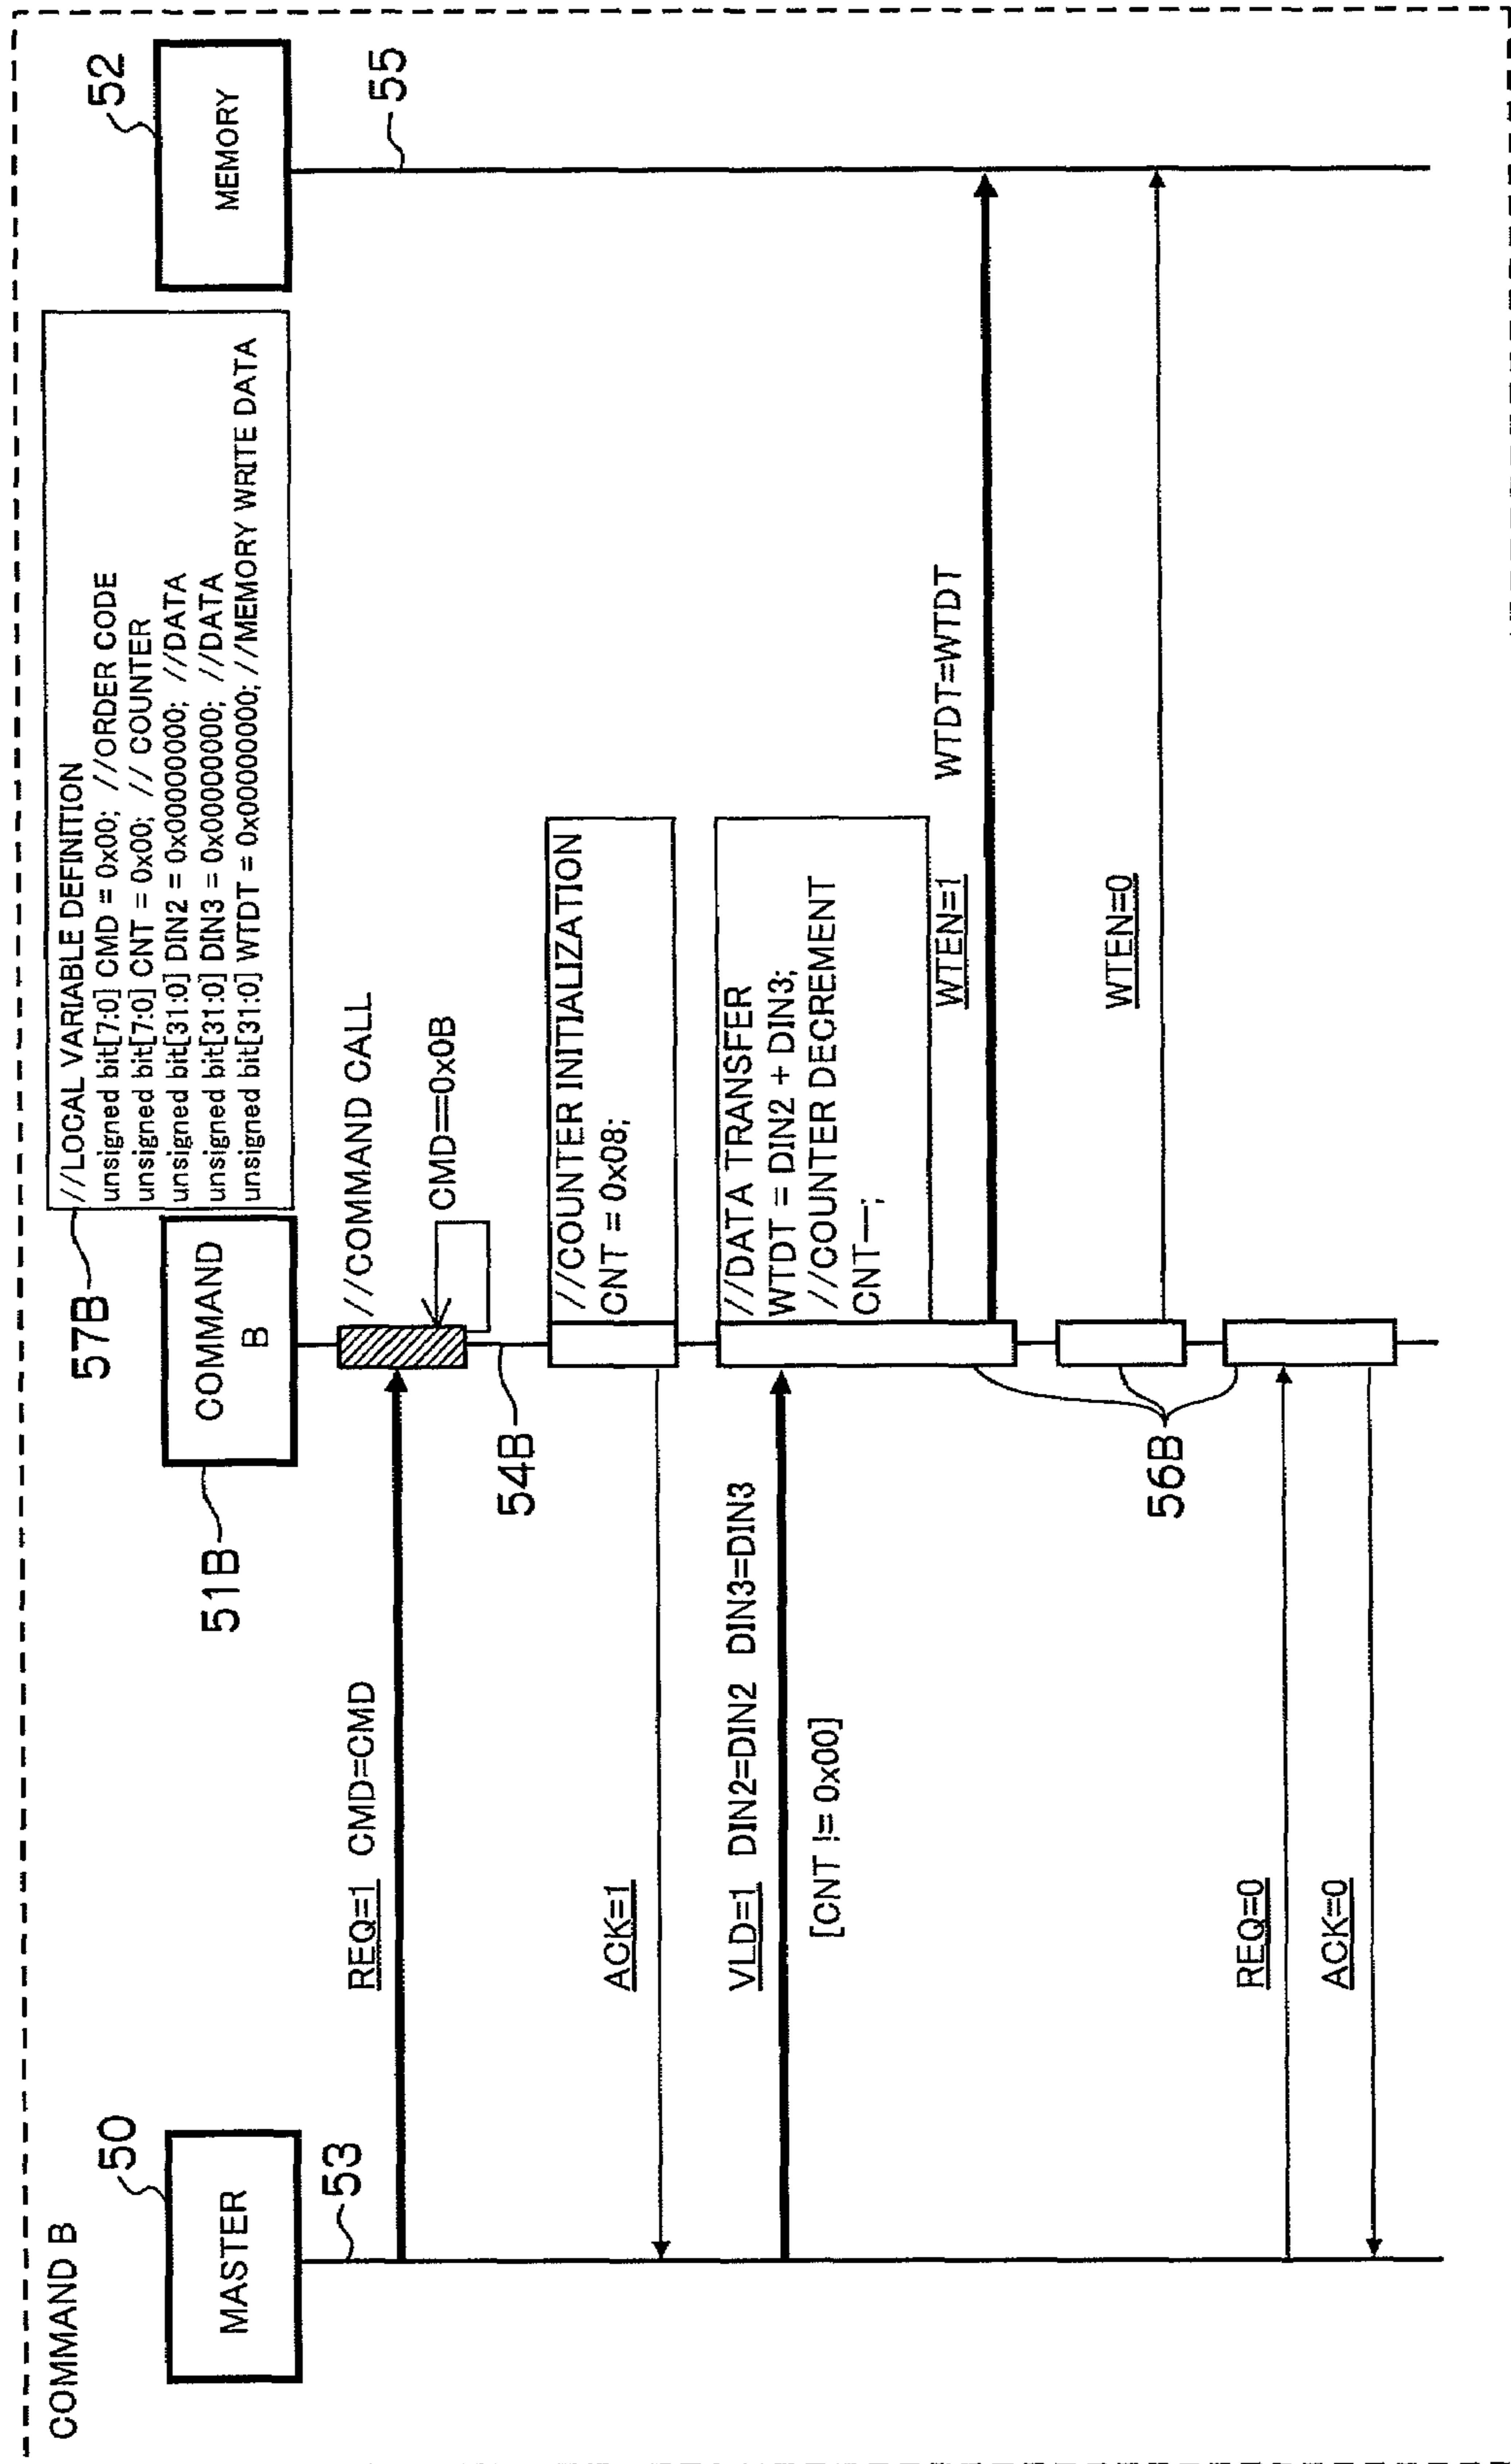 COMMAND B
50
MASTER
53
51B
COMMAND
B
57B
//LOCAL VARIABLE DEFINITION
unsigned bit[7:0] CMD = 0x00; //ORDER CODE
unsigned bit[7:0] CNT = 0x00; // COUNTER
unsigned bit[31:0] DIN2 = 0x00000000; //DATA
unsigned bit[31:0] DIN3 = 0x00000000; //DATA
unsigned bit[31:0] WTDT = 0x00000000; //MEMORY WRITE DATA
52
MEMORY
55
REQ=1 CMD=CMD
//COMMAND CALL
CMD==0x0B
54B
//COUNTER INITIALIZATION
CNT = 0x08;
ACK=1
VLD=1 DIN2=DIN2 DIN3=DIN3
[CNT != 0x00]
//DATA TRANSFER
WTDT = DIN2 + DIN3;
//COUNTER DECREMENT
CNT—;
WTEN=1 WTDT=WTDT
WTEN=0
56B
REQ=0
ACK=0